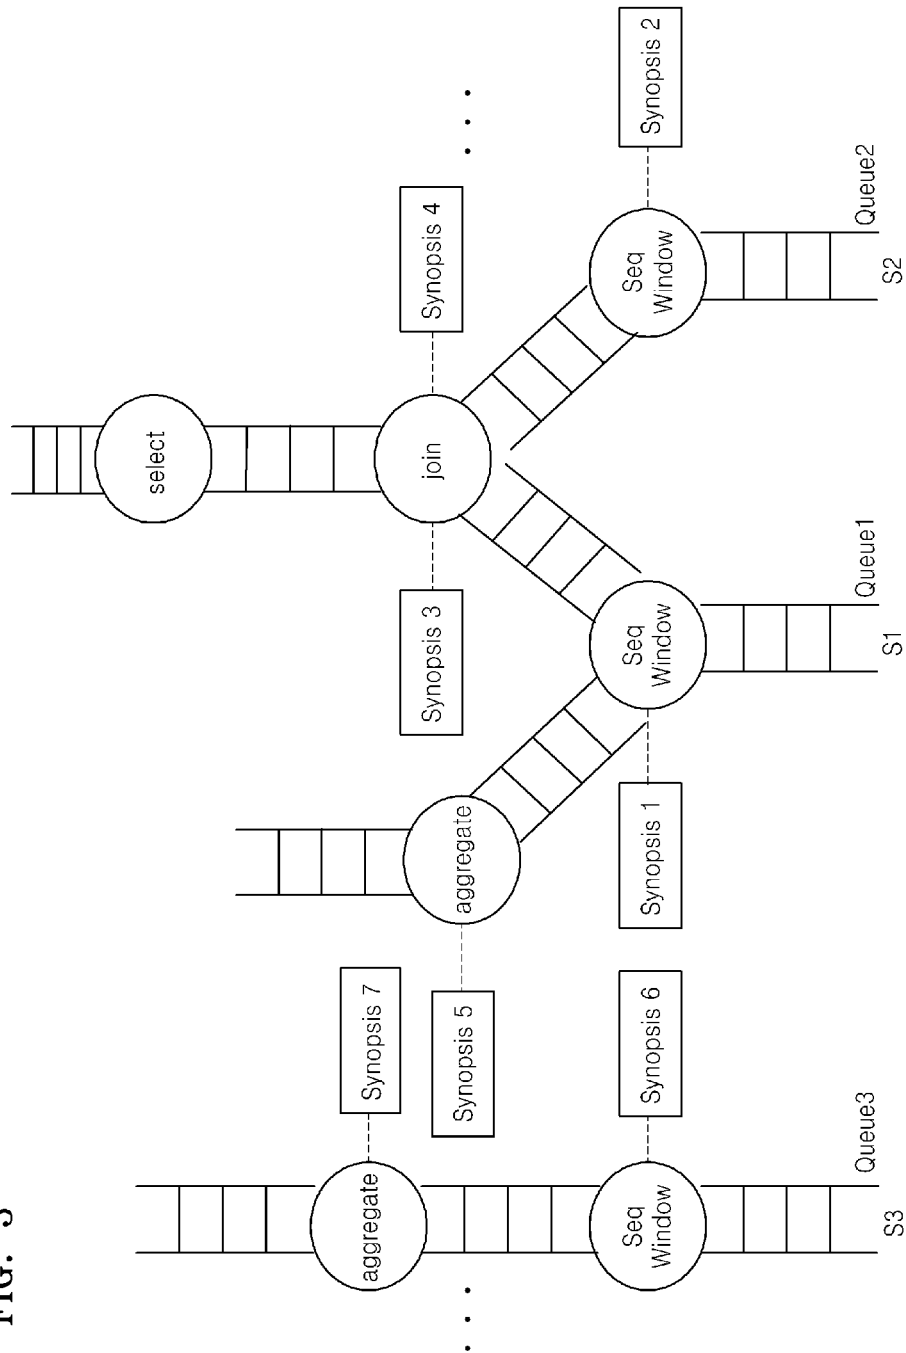 FIG.
select
aggregate
Synopsis 7
Synopsis 3
join
Synopsis 4
Synopsis 5
aggregate
Seq
Window
Synopsis 6
Synopsis 1
Seq
Window
Seq
Window
Synopsis 2
Queue3
Queue1
Queue2
S3
S1
S2